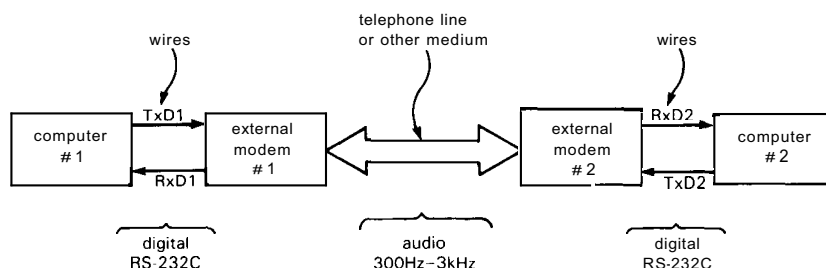 telephone line
or other medium
wires
wires
TxD1
RxD2
computer
#1
external
modem
#1
external
modem
#2
computer
#2
RxD1
TxD2
digital
RS-232C
audio
300Hz–3kHz
digital
RS-232C